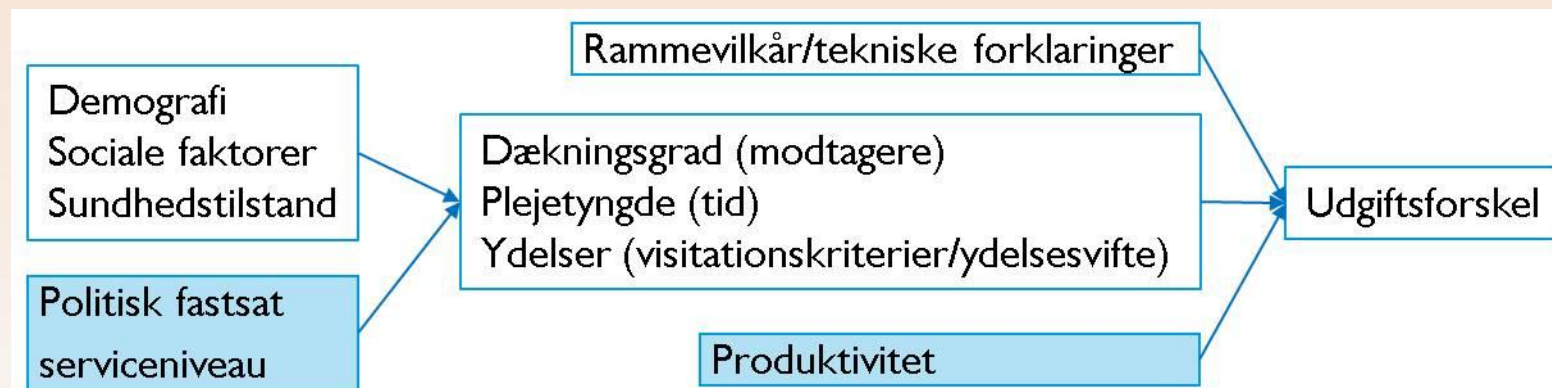 Rammevilkår/tekniske forklaringer
Demografi
Sociale faktorer
Sundhedstilstand
Dækningsgrad (modtagere)
Plejetyngde (tid)
Ydelser (visitationskriterier/ydelsesvifte)
Udgiftsforskel
Politisk fastsat
serviceniveau
Produktivitet